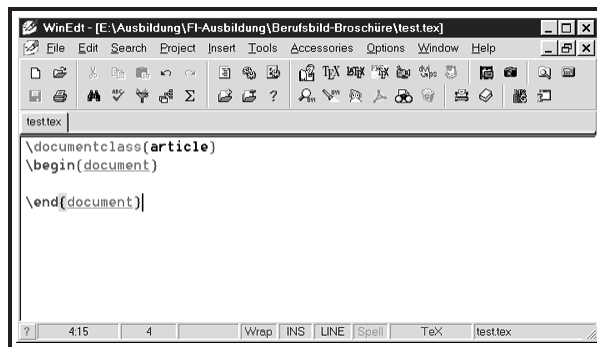 WinEdt - [E:\Ausbildung\FI-Ausbildung\Berufsbild-Broschüre\test.tex]
File Edit Search Project Insert Tools Accessories Options Window Help
TEX
?
test.tex
\documentclass{article}
\begin{document}
\end{document}
? 4:15 4 Wrap INS LINE Spell TeX test.tex